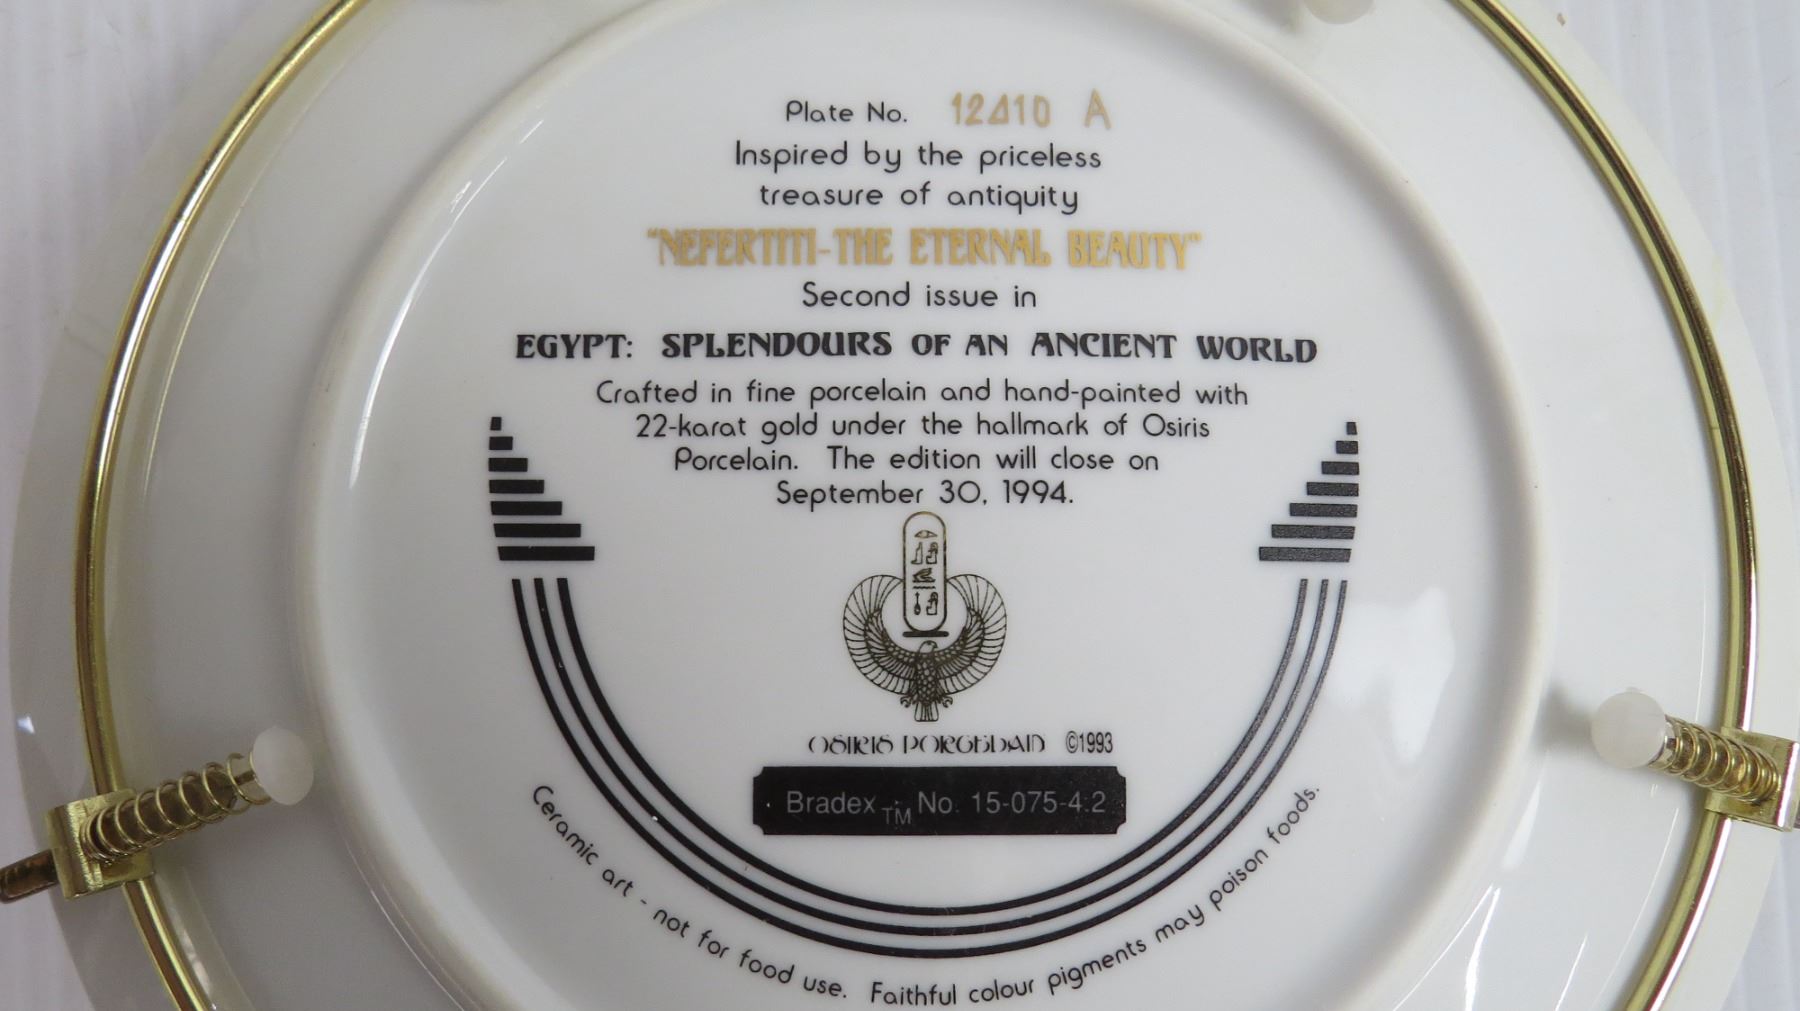 Plate No. 12410 A
Inspired by the priceless
treasure of antiquity
"NEFERTITI-THE ETERNAL BEAUTY"
Second issue in
EGYPT: SPLENDOURS OF AN ANCIENT WORLD
Crafted in fine porcelain and hand-painted with
22-karat gold under the hallmark of Osiris
Porcelain. The edition will close on
September 30, 1994.
OSIRIS PORCELAIN ©1993
Bradex TM No. 15-075-4.2
Ceramic art - not for food use. Faithful colour pigments may poison foods.